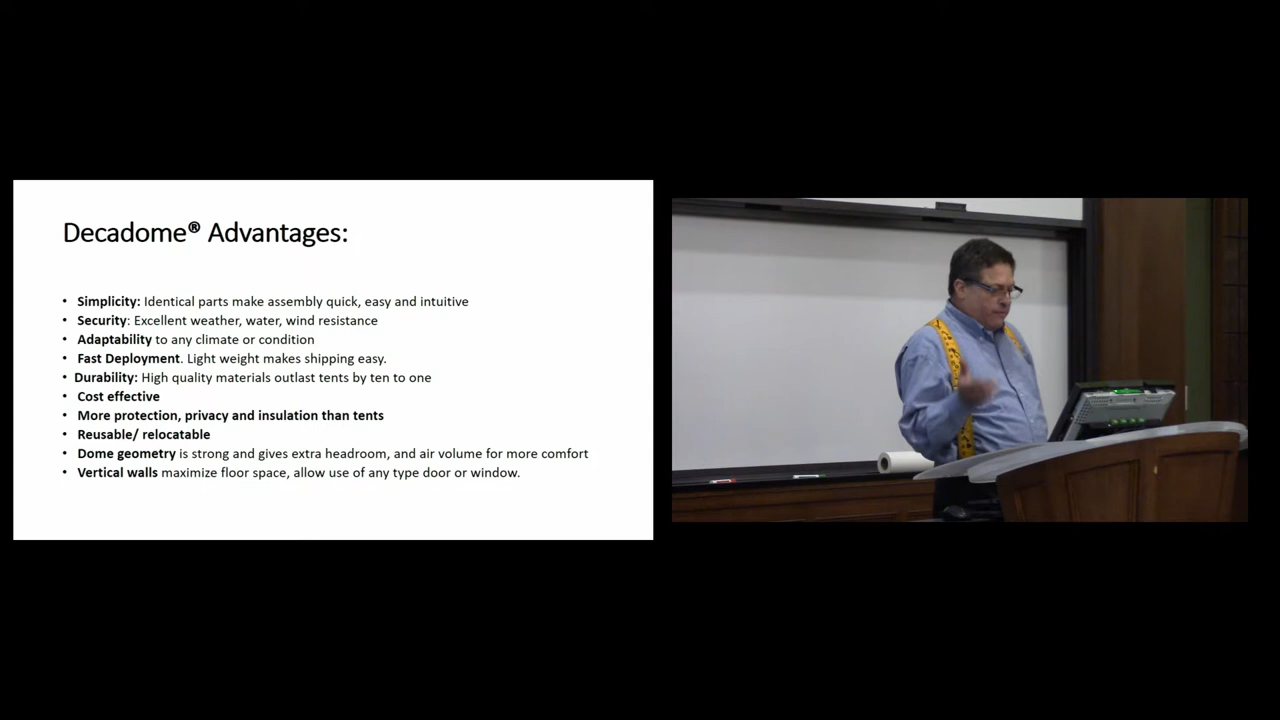 Decadome® Advantages:
• Simplicity: Identical parts make assembly quick, easy and intuitive
• Security: Excellent weather, water, wind resistance
• Adaptability to any climate or condition
• Fast Deployment. Light weight makes shipping easy.
• Durability: High quality materials outlast tents by ten to one
• Cost effective
• More protection, privacy and insulation than tents
• Reusable/ relocatable
• Dome geometry is strong and gives extra headroom, and air volume for more comfort
• Vertical walls maximize floor space, allow use of any type door or window.